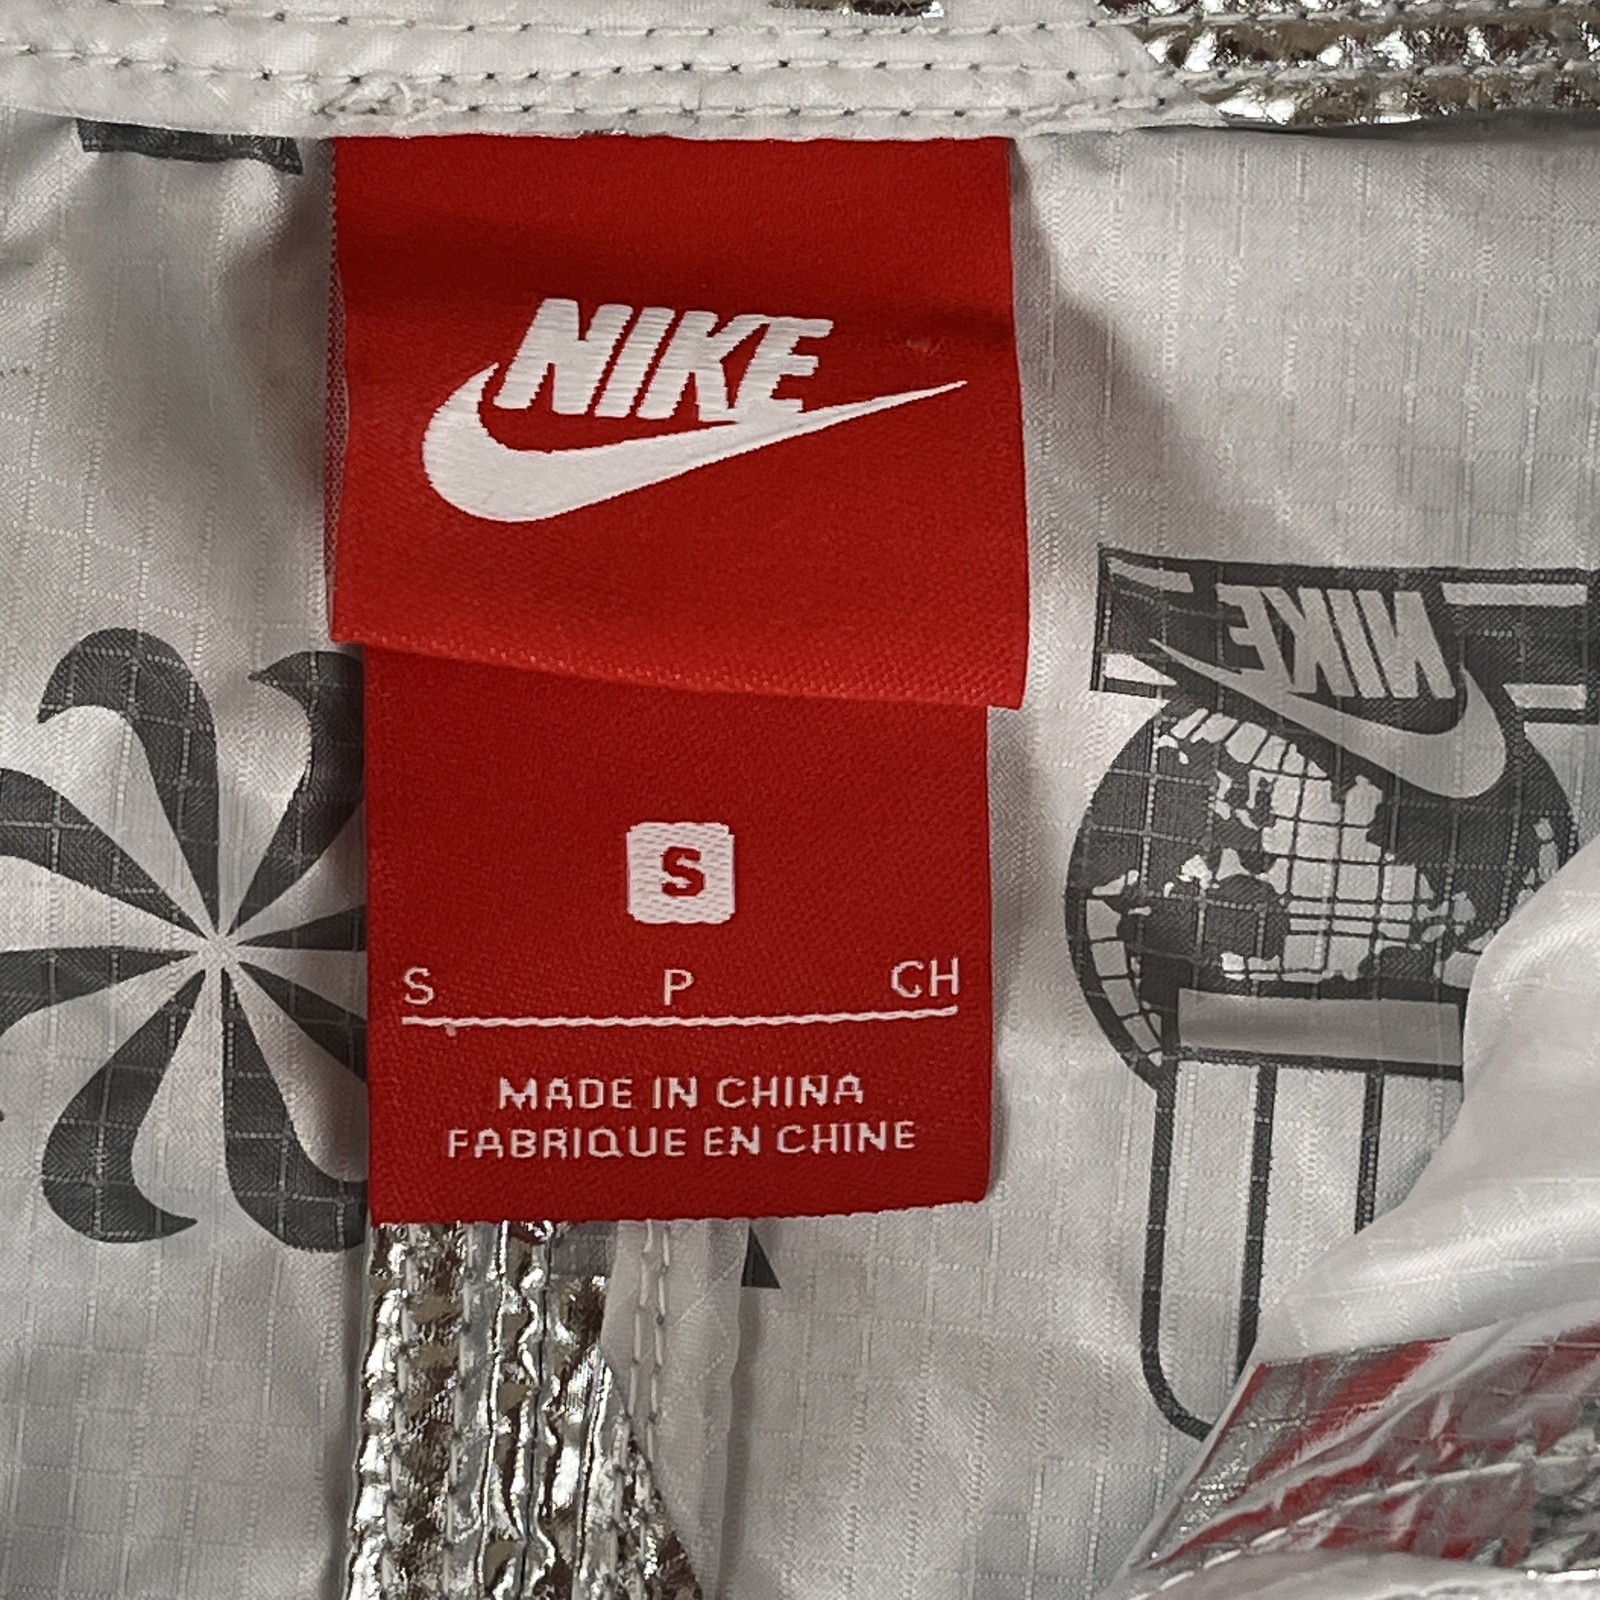 NIKE
NIKE
S
S P CH
MADE IN CHINA
FABRIQUE EN CHINE